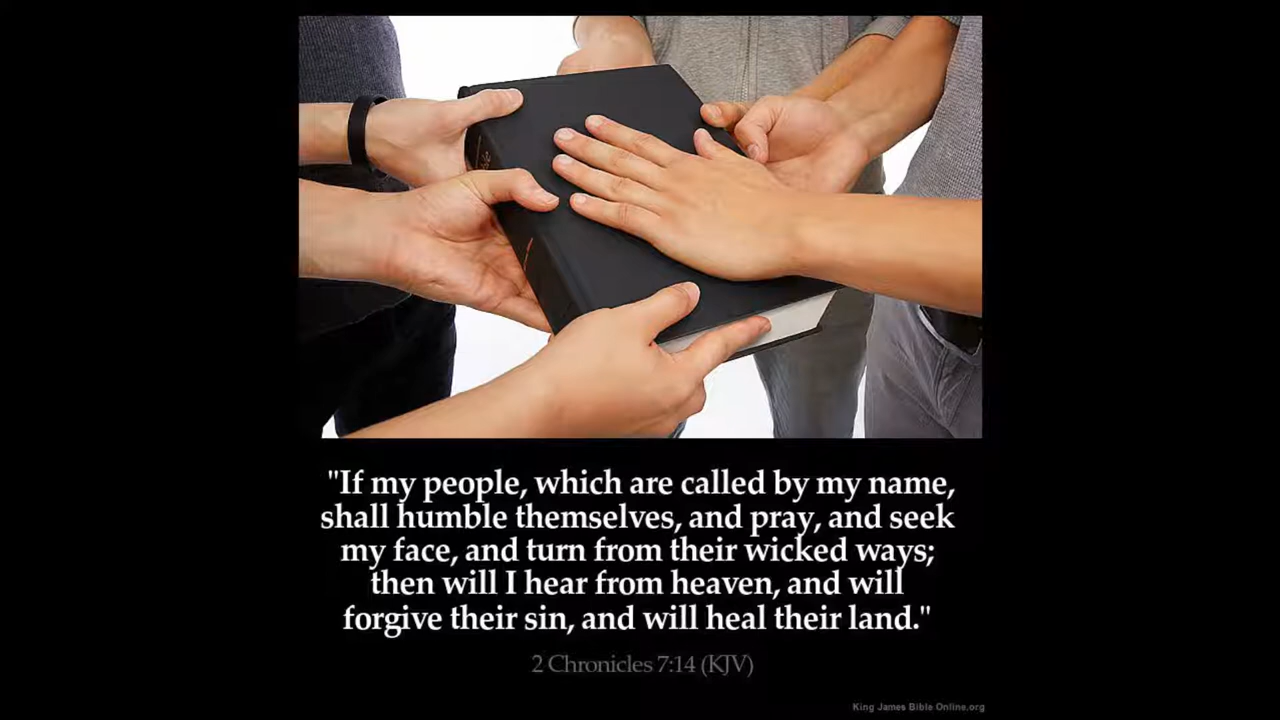 "If my people, which are called by my name,
shall humble themselves, and pray, and seek
my face, and turn from their wicked ways;
then will I hear from heaven, and will
forgive their sin, and will heal their land."
2 Chronicles 7:14 (KJV)
King James Bible Online.org